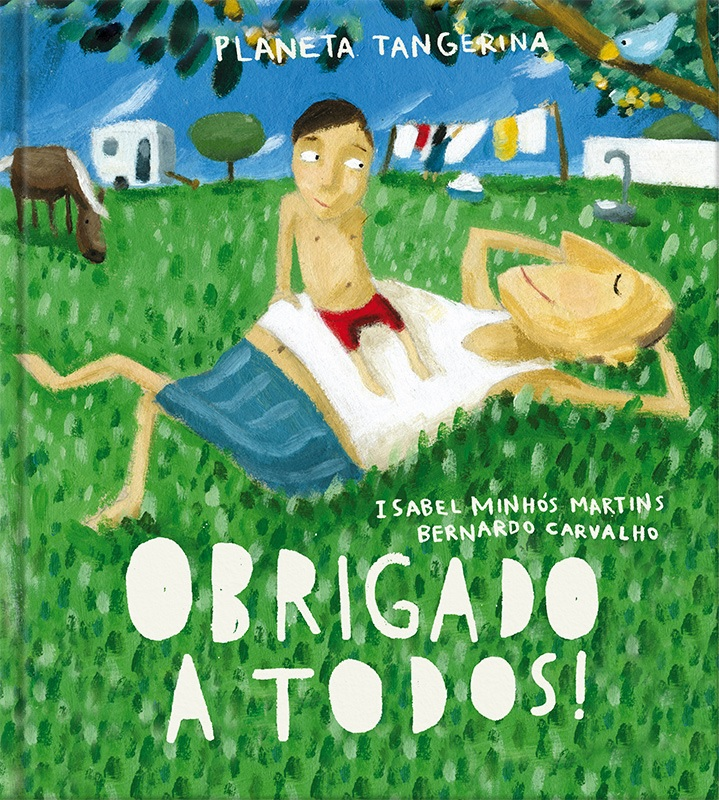 PLANETA TANGERINA
ISABEL MINHÓS MARTINS
BERNARDO CARVALHO
OBRIGADO
A TODOS!